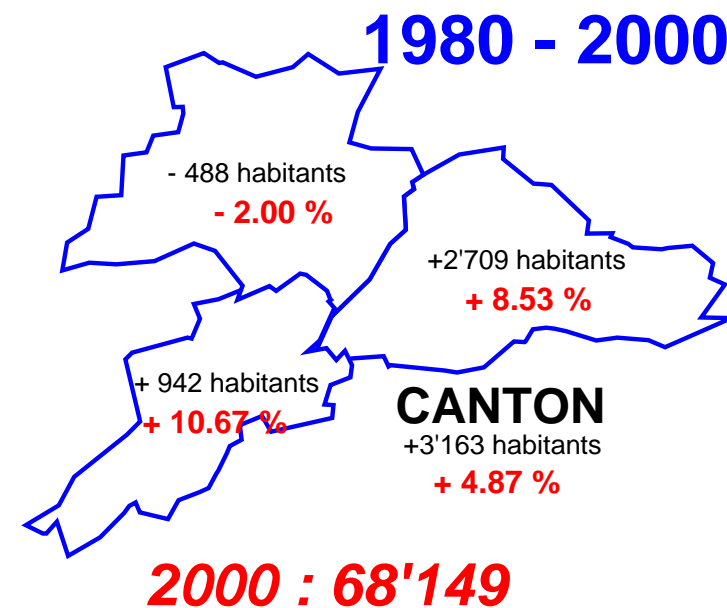 1980 - 2000
- 488 habitants
- 2.00 %
+2'709 habitants
+ 8.53 %
+ 942 habitants
+ 10.67 %
CANTON
+3'163 habitants
+ 4.87 %
2000 : 68'149